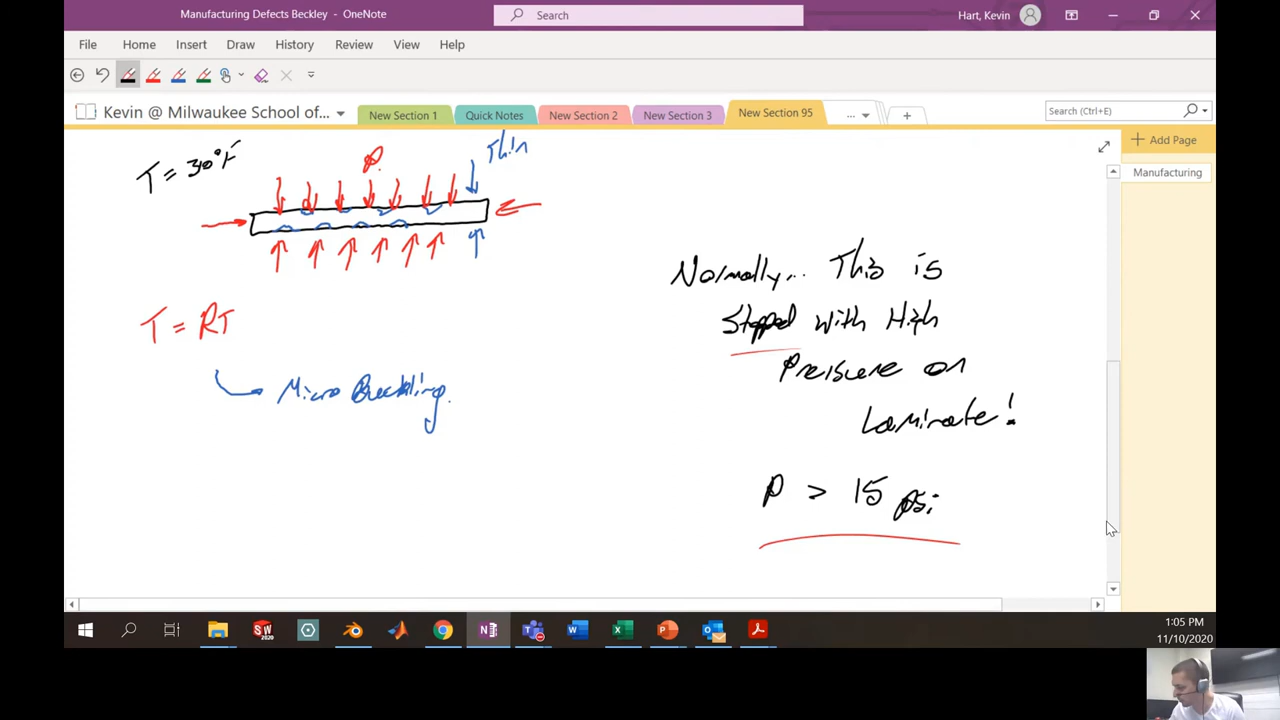 Manufacturing Defects Beckley - OneNote
Search
Hart, Kevin
File Home Insert Draw History Review View Help
Kevin @ Milwaukee School of...
New Section 1
Quick Notes
New Section 2
New Section 3
New Section 95
...
Search (Ctrl+E)
Add Page
Manufacturing
T = 30°F
P
Thin
T = RT
Micro Buckling.
Normally... This is
Stopped with High
Pressure on
Laminate!
P > 15 psi
1:05 PM
11/10/2020